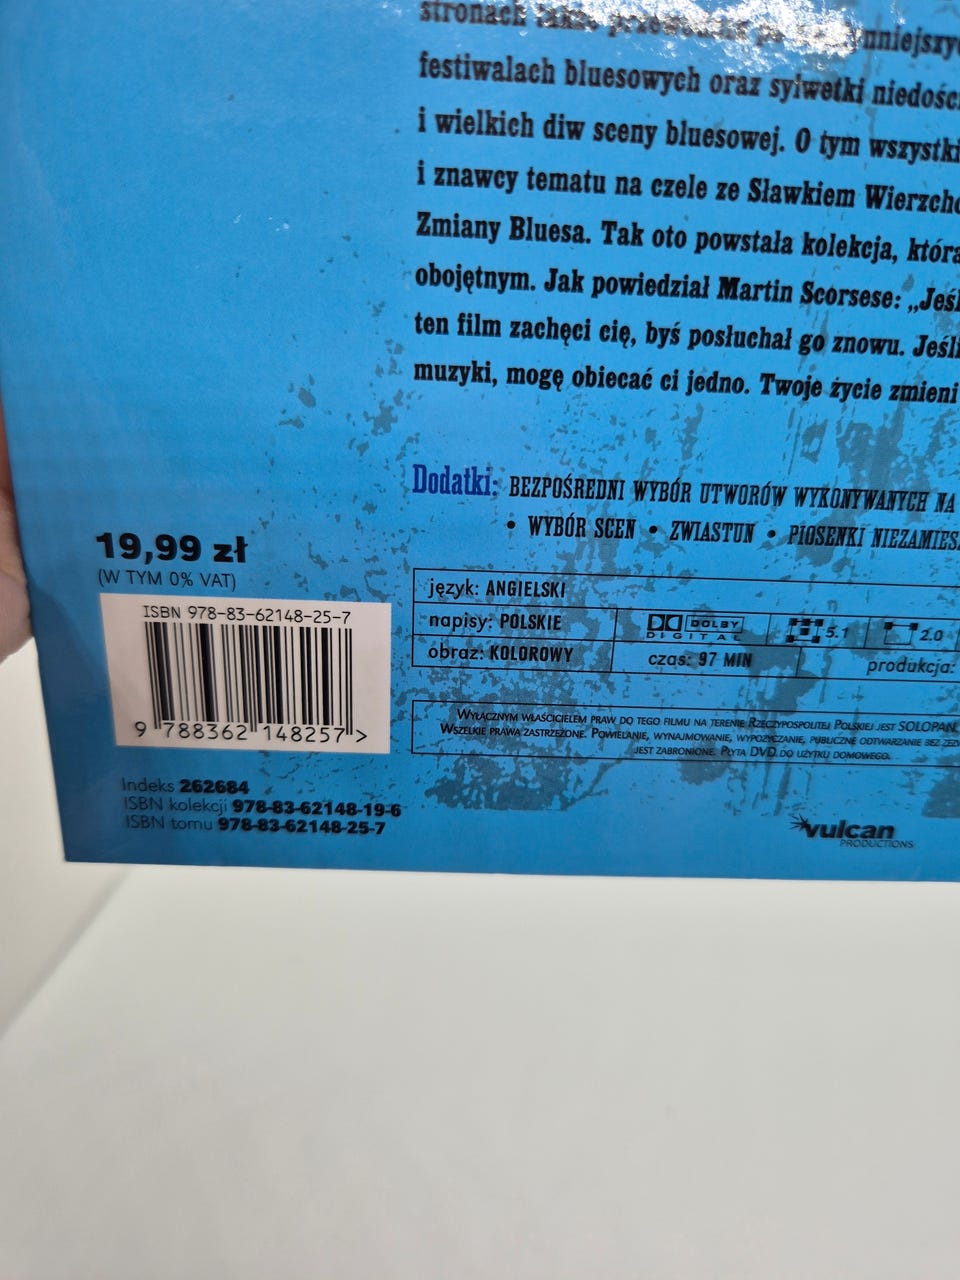 stronach także
festiwalach bluesowych oraz sylwetki niedośc
i wielkich diw sceny bluesowej. O tym wszystki
i znawcy tematu na czele ze Sławkiem Wierzcho
Zmiany Bluesa. Tak oto powstała kolekcja, która
obojętnym. Jak powiedział Martin Scorsese: „Jeśl
ten film zachęci cię, byś posłuchał go znowu. Jeśli
muzyki, mogę obiecać ci jedno. Twoje życie zmieni
Dodatki: BEZPOŚREDNI WYBÓR UTWORÓW WYKONYWANYCH NA
• WYBÓR SCEN • ZWIASTUN • PIOSENKI NIEZAMIES
19,99 zł
(W TYM 0% VAT)
ISBN 978-83-62148-25-7
9 788362 148257 >
język: ANGIELSKI
napisy: POLSKIE
obraz: KOLOROWY
DOLBY
DIGITAL
5.1
2.0
czas: 97 MIN
produkcja:
WYŁĄCZNYM WŁAŚCICIELEM PRAW DO TEGO FILMU NA TERENIE RZECZYPOSPOLITEJ POLSKIEJ JEST SOLOPAN
WSZELKIE PRAWA ZASTRZEŻONE. POWIELANIE, WYNAJMOWANIE, WYPOŻYCZANIE, PUBLICZNE ODTWARZANIE BEZ ZEZW
JEST ZABRONIONE. PŁYTA DVD DO UŻYTKU DOMOWEGO.
Indeks 262684
ISBN kolekcji 978-83-62148-19-6
ISBN tomu 978-83-62148-25-7
vulcan
PRODUCTIONS